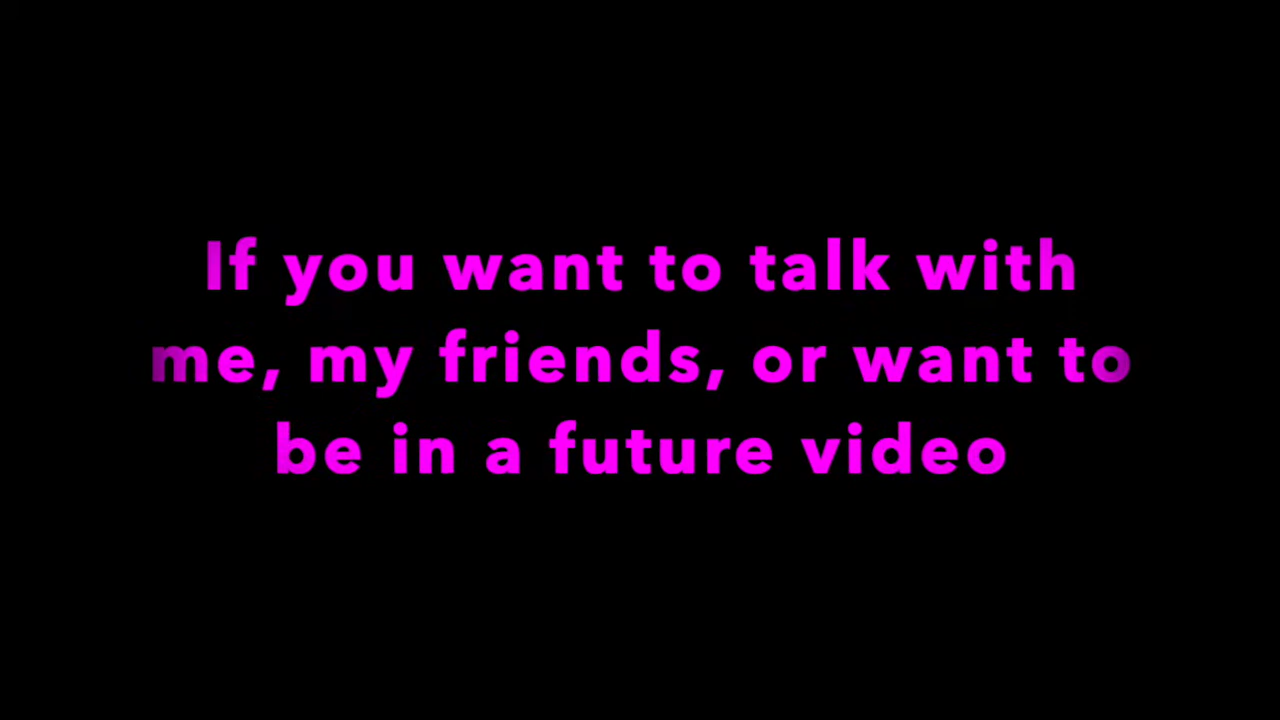 If you want to talk with
me, my friends, or want to
be in a future video